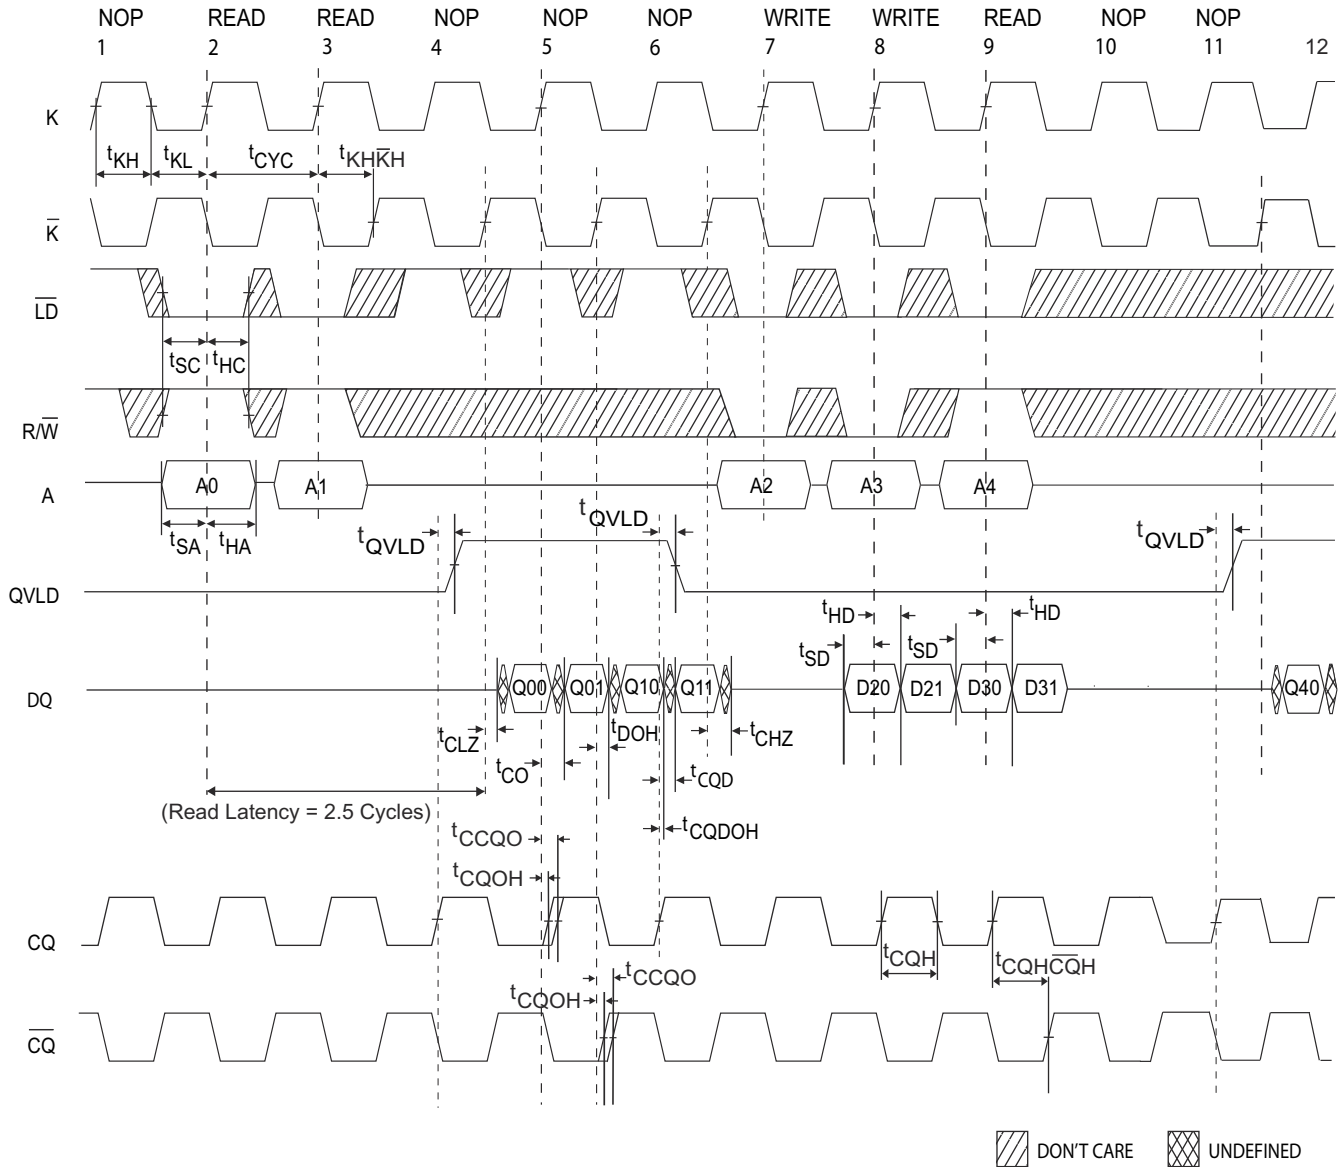 NOP READ READ NOP NOP NOP WRITE WRITE READ NOP NOP
1 2 3 4 5 6 7 8 9 10 11 12
K
tKH tKL tCYC tKHK̅H
K̅
L̅D̅
tSC tHC
R/W̅
A A0 A1 A2 A3 A4
tSA tHA tQVLD tQVLD tQVLD
QVLD
tHD tHD
tSD tSD
DQ Q00 Q01 Q10 Q11 D20 D21 D30 D31 Q40
tCLZ tDOH tCHZ
tCO tCQD
(Read Latency = 2.5 Cycles)
tCQDOH
tCCQO
tCQOH
CQ tCQH tCQHC̅Q̅H
tCCQO
tCQOH
C̅Q̅
DON'T CARE UNDEFINED